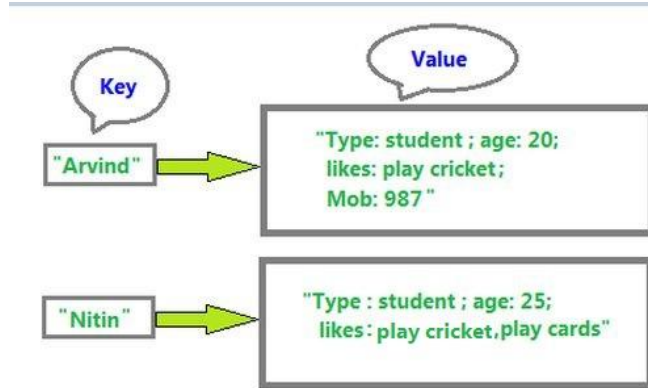 Key
Value
"Arvind"
"Type: student ; age: 20;
likes: play cricket;
Mob: 987 "
"Nitin"
"Type : student ; age: 25;
likes: play cricket,play cards"